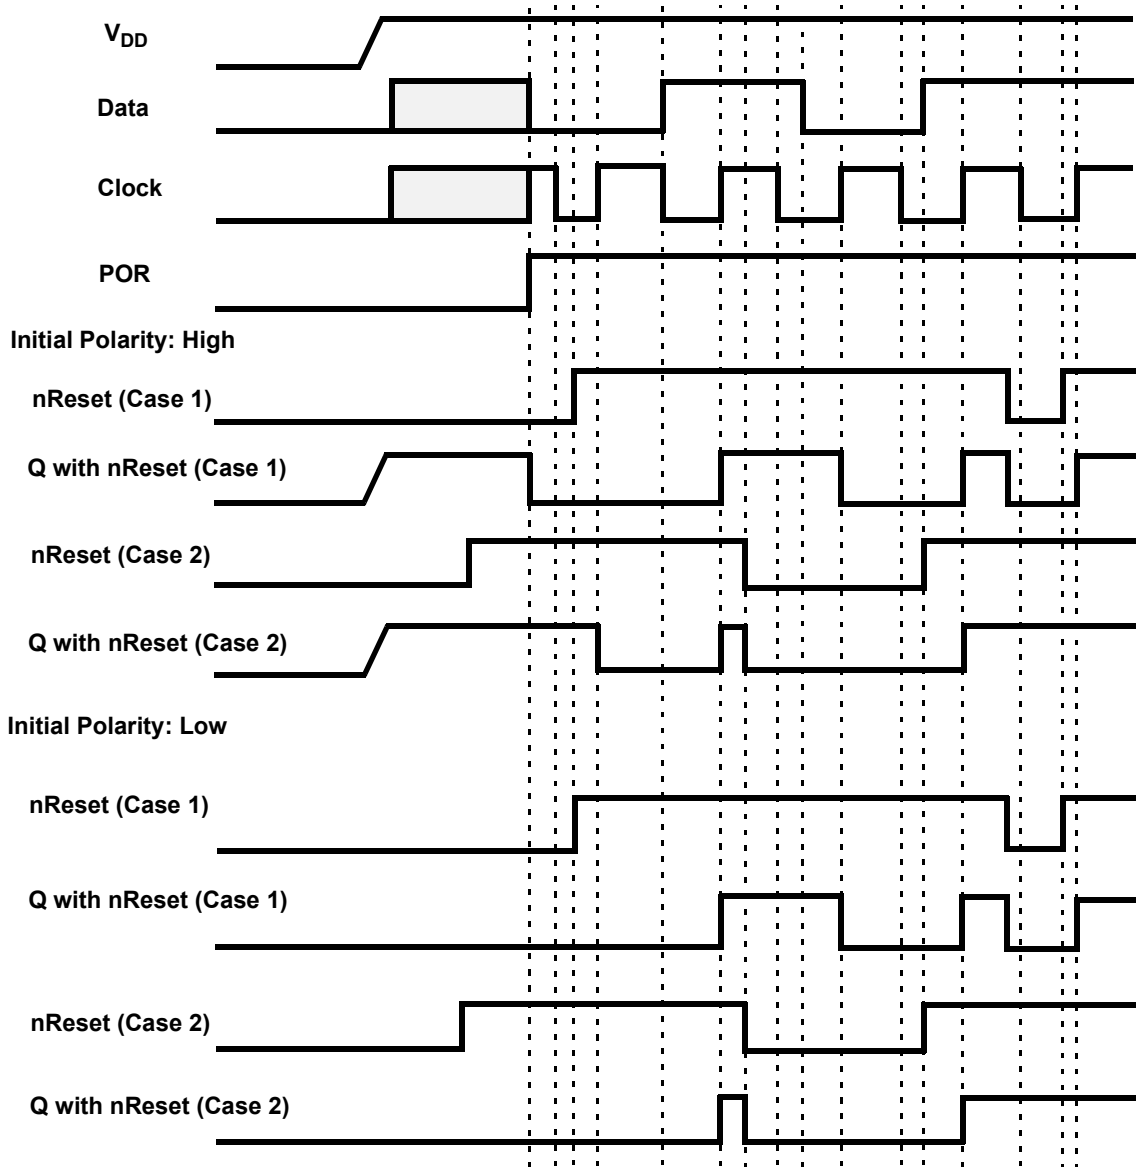 VDD
Data
Clock
POR
Initial Polarity: High
nReset (Case 1)
Q with nReset (Case 1)
nReset (Case 2)
Q with nReset (Case 2)
Initial Polarity: Low
nReset (Case 1)
Q with nReset (Case 1)
nReset (Case 2)
Q with nReset (Case 2)